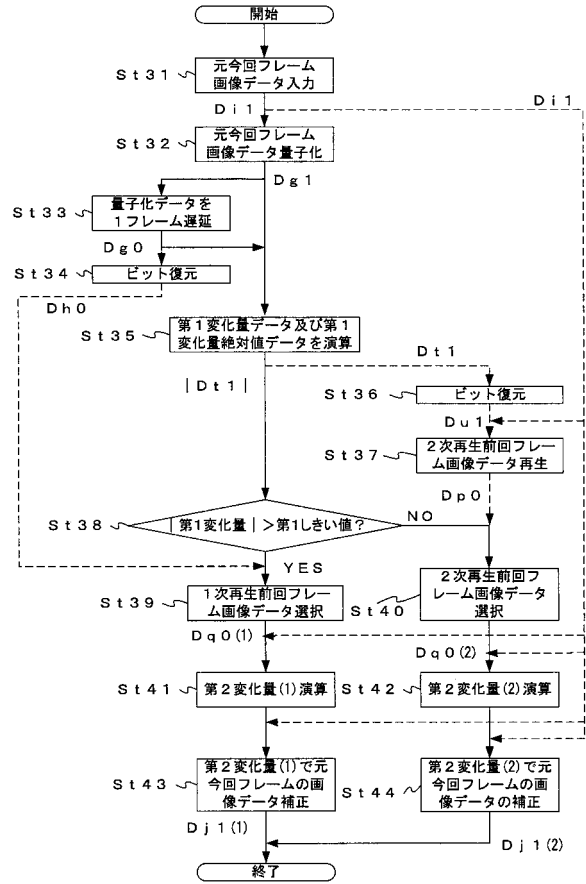 開始
St31
元今回フレーム
画像データ入力
Di1
Di1
St32
元今回フレーム
画像データ量子化
Dg1
St33
量子化データを
1フレーム遅延
Dg0
St34
ビット復元
Dh0
St35
第1変化量データ及び第1
変化量絶対値データを演算
Dt1
|Dt1|
St36
ビット復元
Du1
St37
2次再生前回フレー
ム画像データ再生
Dp0
St38
|第1変化量|>第1しきい値?
NO
YES
St39
1次再生前回フレー
ム画像データ選択
St40
2次再生前回フ
レーム画像データ
選択
Dq0(1)
Dq0(2)
St41
第2変化量(1)演算
St42
第2変化量(2)演算
St43
第2変化量(1)で元
今回フレームの画
像データ補正
St44
第2変化量(2)で元
今回フレームの画
像データの補正
Dj1(1)
Dj1(2)
終了